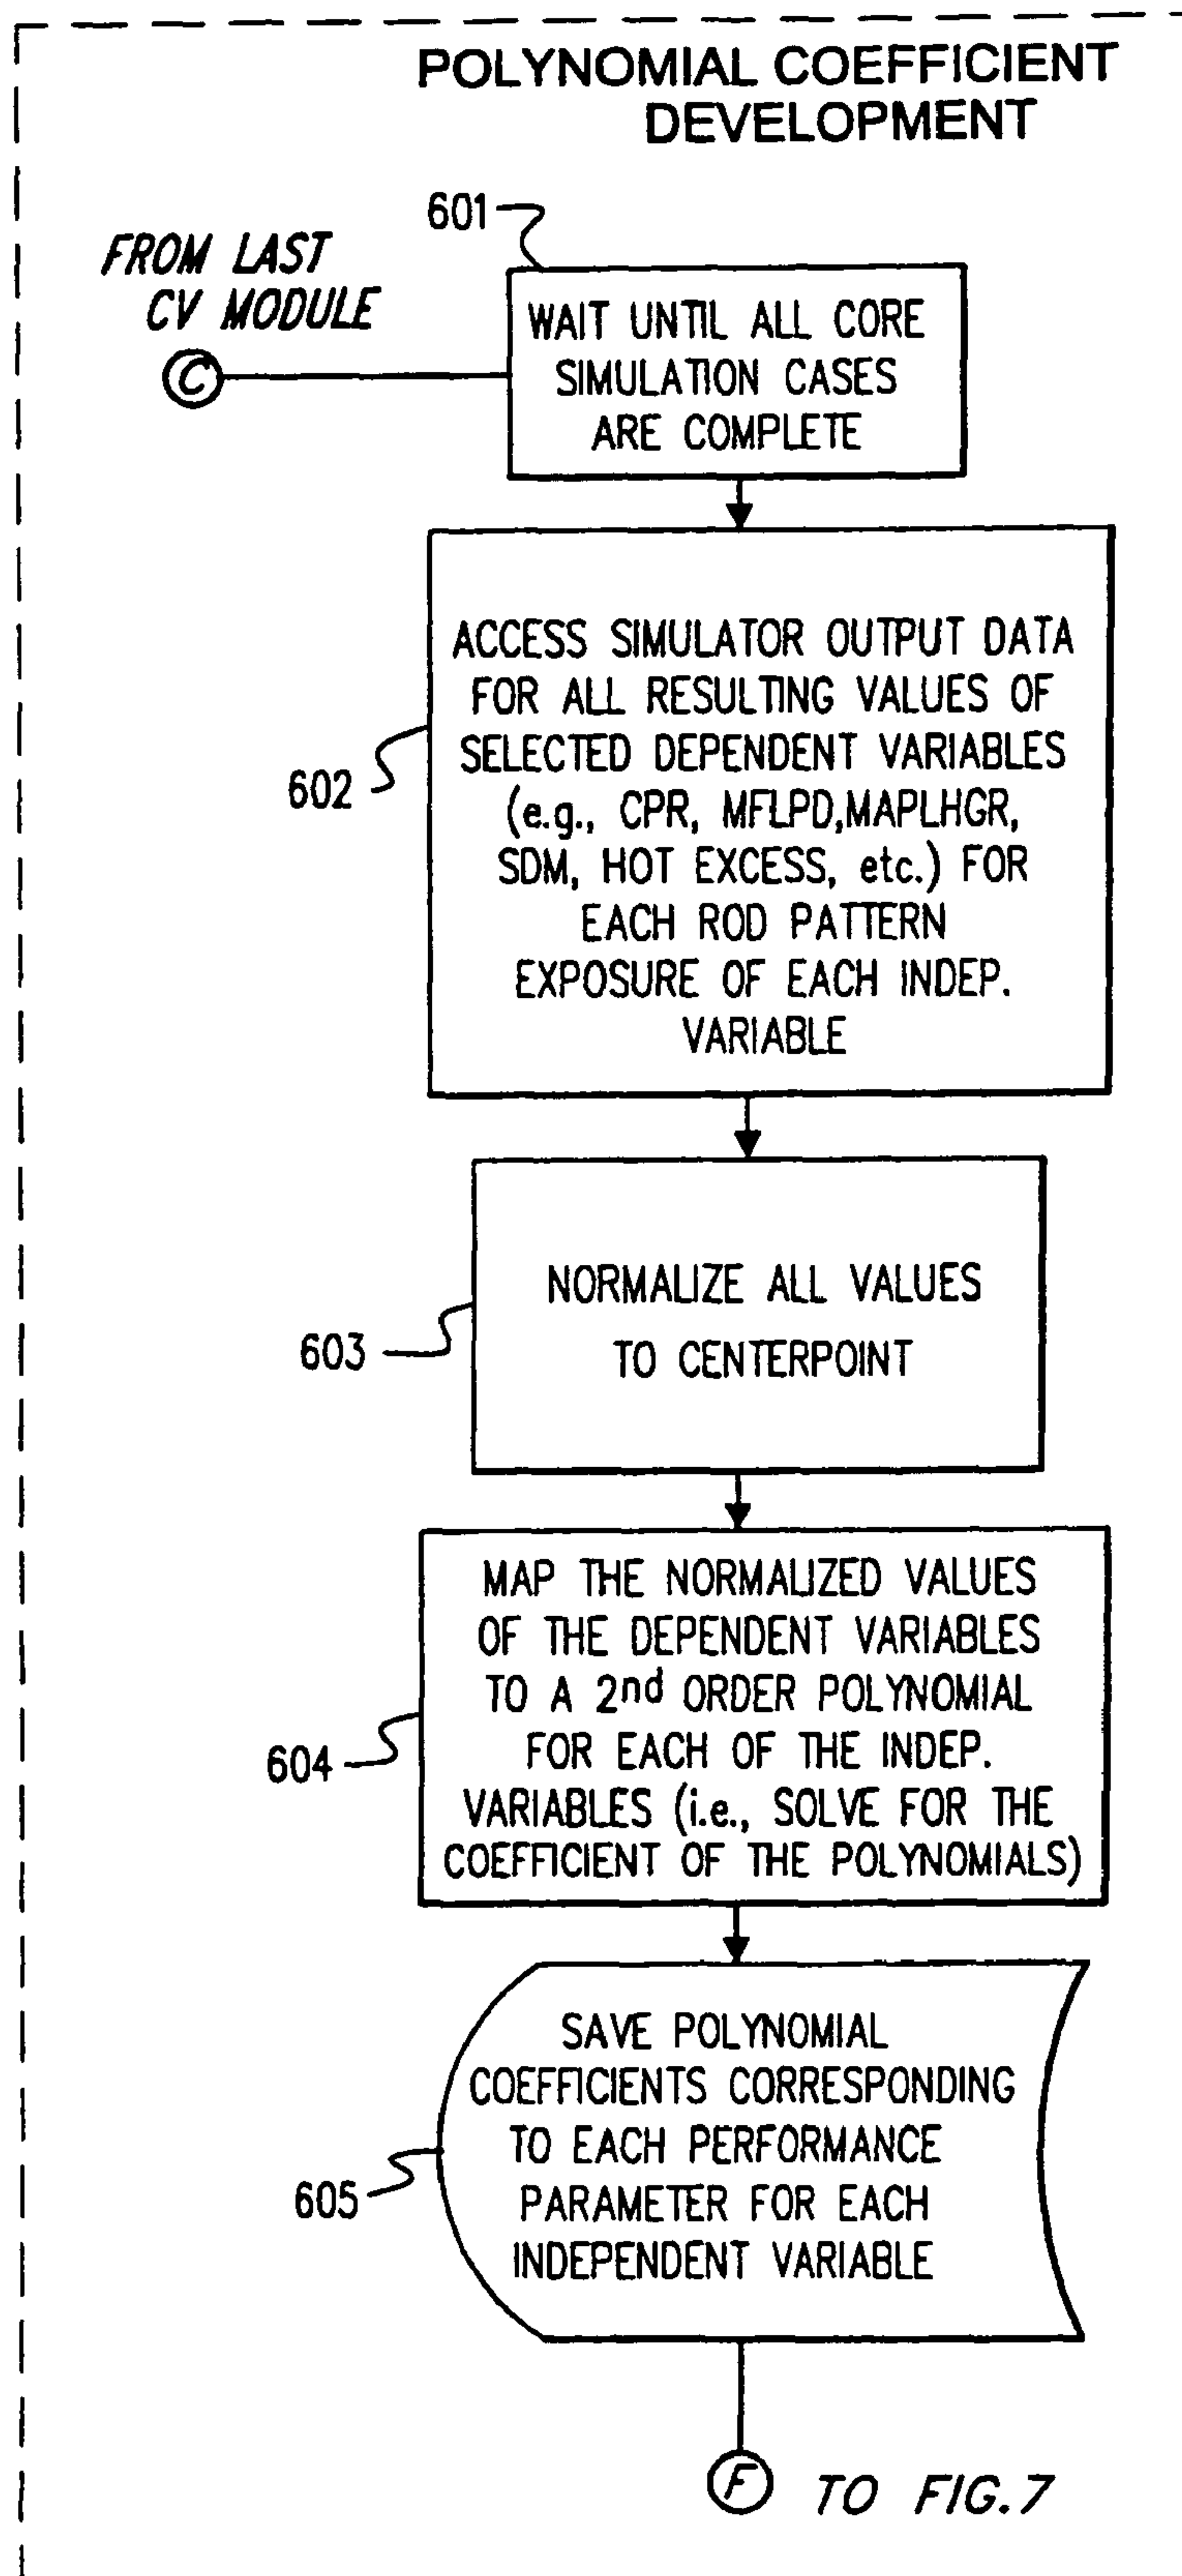 POLYNOMIAL COEFFICIENT
DEVELOPMENT
601
FROM LAST
CV MODULE
C
WAIT UNTIL ALL CORE
SIMULATION CASES
ARE COMPLETE
ACCESS SIMULATOR OUTPUT DATA
FOR ALL RESULTING VALUES OF
SELECTED DEPENDENT VARIABLES
(e.g., CPR, MFLPD,MAPLHGR,
SDM, HOT EXCESS, etc.) FOR
EACH ROD PATTERN
EXPOSURE OF EACH INDEP.
VARIABLE
602
NORMALIZE ALL VALUES
TO CENTERPOINT
603
MAP THE NORMALIZED VALUES
OF THE DEPENDENT VARIABLES
TO A 2nd ORDER POLYNOMIAL
FOR EACH OF THE INDEP.
VARIABLES (i.e., SOLVE FOR THE
COEFFICIENT OF THE POLYNOMIALS)
604
SAVE POLYNOMIAL
COEFFICIENTS CORRESPONDING
TO EACH PERFORMANCE
PARAMETER FOR EACH
INDEPENDENT VARIABLE
605
F TO FIG.7